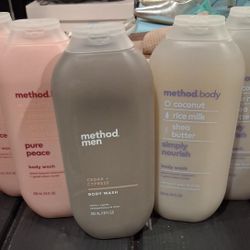 method.
pure
peace
body wash
method.
men
CEDAR +
CYPRESS
BODY WASH
method.body
coconut
rice milk
shea
butter
simply
nourish
body wash